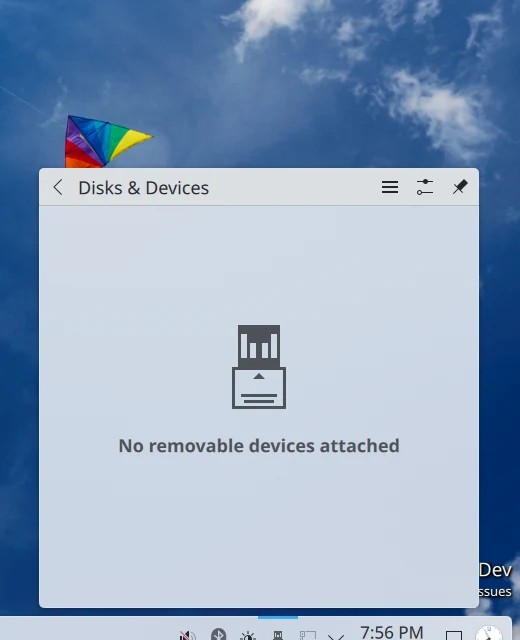 Disks & Devices
No removable devices attached
Dev
ssues
7:56 PM